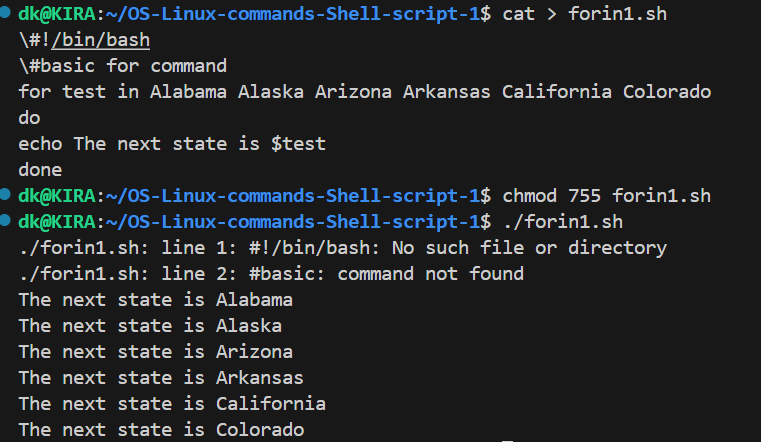 dk@KIRA:~/OS-Linux-commands-Shell-script-1$ cat > forin1.sh
\#!/bin/bash
\#basic for command
for test in Alabama Alaska Arizona Arkansas California Colorado
do
echo The next state is $test
done
dk@KIRA:~/OS-Linux-commands-Shell-script-1$ chmod 755 forin1.sh
dk@KIRA:~/OS-Linux-commands-Shell-script-1$ ./forin1.sh
./forin1.sh: line 1: #!/bin/bash: No such file or directory
./forin1.sh: line 2: #basic: command not found
The next state is Alabama
The next state is Alaska
The next state is Arizona
The next state is Arkansas
The next state is California
The next state is Colorado